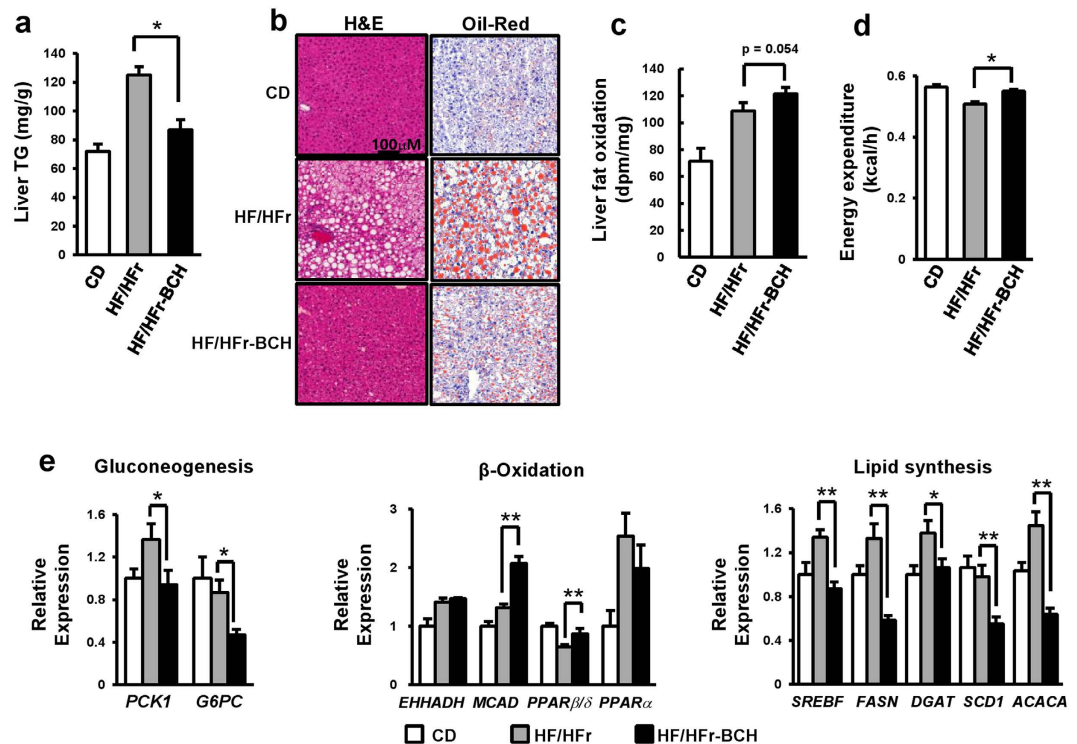 a
*
Liver TG (mg/g)
140
120
100
80
60
40
20
0
CD
HF/HFr
HF/HFr-BCH
b
H&E
Oil-Red
CD
100µM
HF/HFr
HF/HFr-BCH
c
p = 0.054
Liver fat oxidation
(dpm/mg)
140
120
100
80
60
40
20
0
CD
HF/HFr
HF/HFr-BCH
d
*
Energy expenditure
(kcal/h)
0.6
0.4
0.2
0
CD
HF/HFr
HF/HFr-BCH
e
Gluconeogenesis
Relative
Expression
1.6
1.2
0.8
0.4
0
*
*
PCK1
G6PC
β-Oxidation
Relative
Expression
3
2
1
0
**
**
EHHADH
MCAD
PPARβ/δ
PPARα
Lipid synthesis
Relative
Expression
1.6
1.2
0.8
0.4
0
**
**
*
**
**
SREBF
FASN
DGAT
SCD1
ACACA
CD
HF/HFr
HF/HFr-BCH